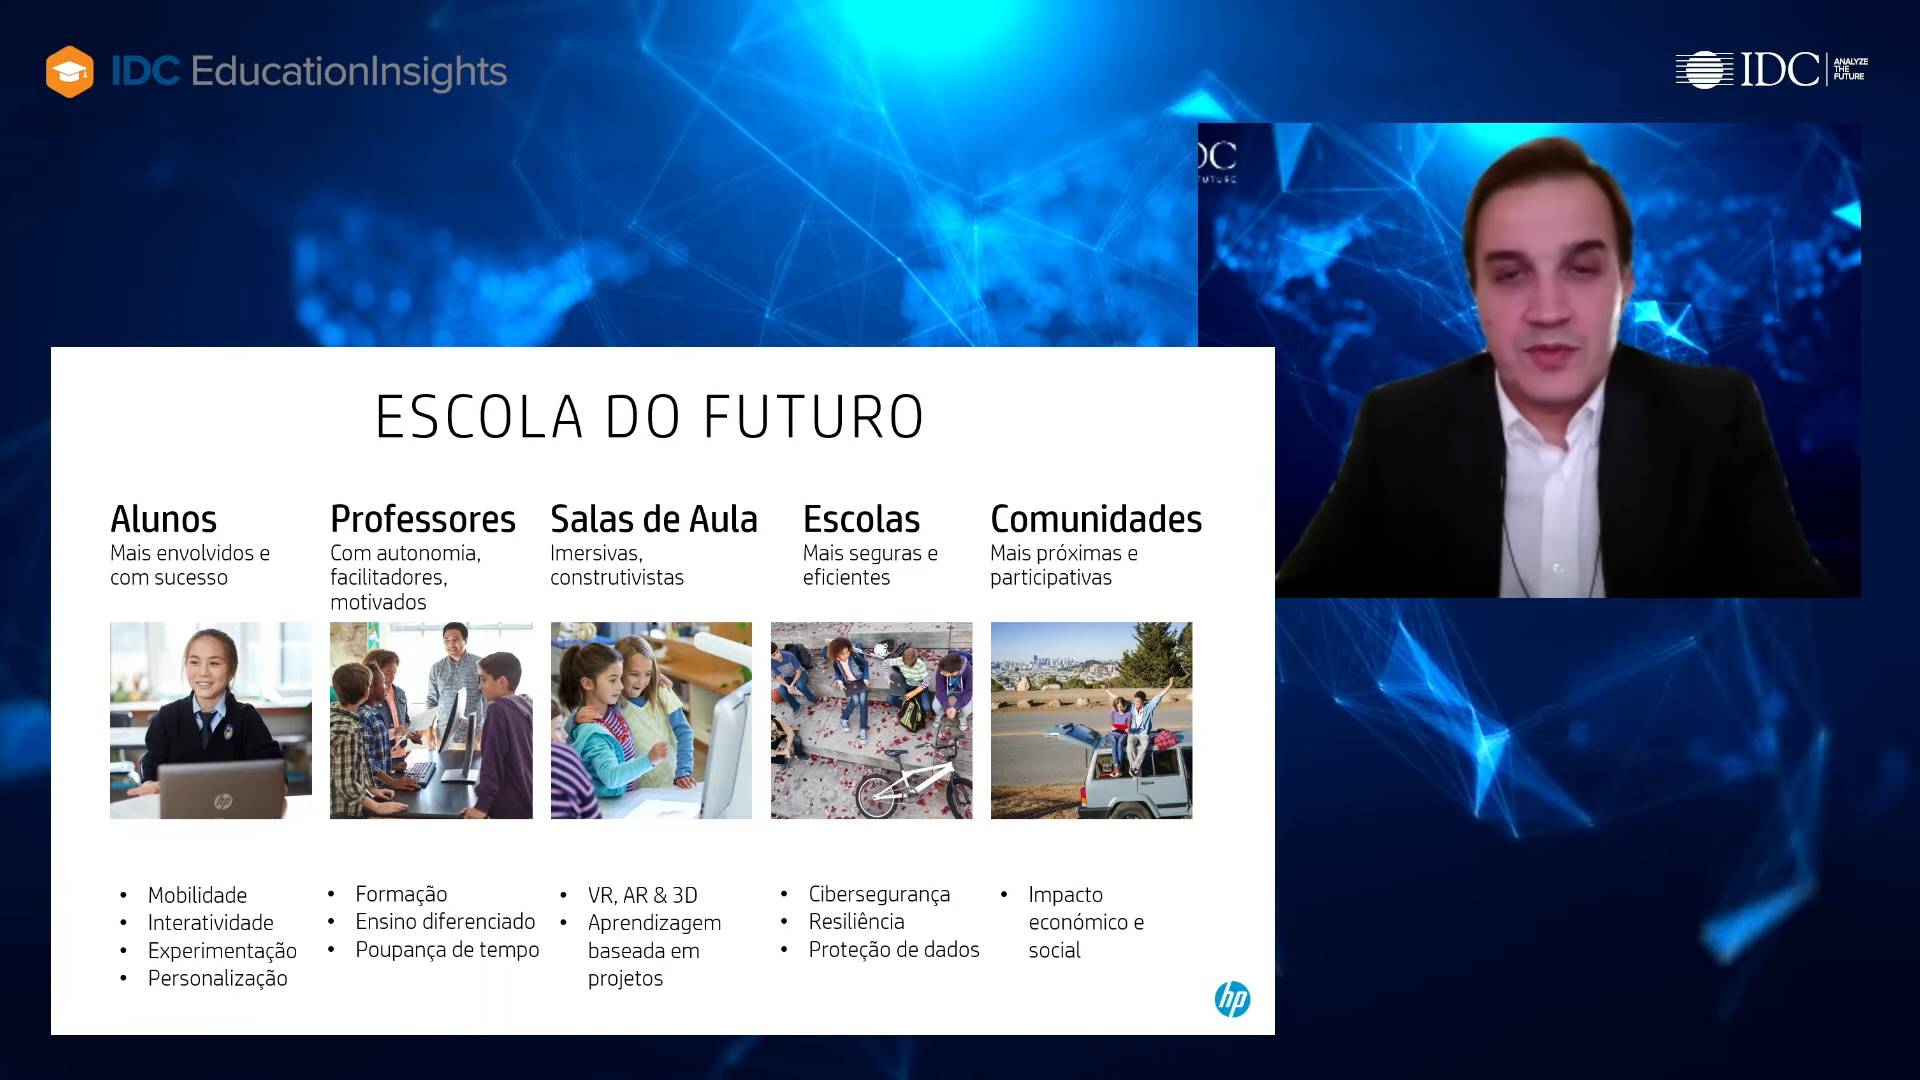 IDC EducationInsights
IDC ANALYZE THE FUTURE
DC
FUTURE
ESCOLA DO FUTURO
Alunos
Mais envolvidos e
com sucesso
Professores
Com autonomia,
facilitadores,
motivados
Salas de Aula
Imersivas,
construtivistas
Escolas
Mais seguras e
eficientes
Comunidades
Mais próximas e
participativas
hp
• Mobilidade
• Interatividade
• Experimentação
• Personalização
• Formação
• Ensino diferenciado
• Poupança de tempo
• VR, AR & 3D
• Aprendizagem
baseada em
projetos
• Cibersegurança
• Resiliência
• Proteção de dados
• Impacto
económico e
social
hp